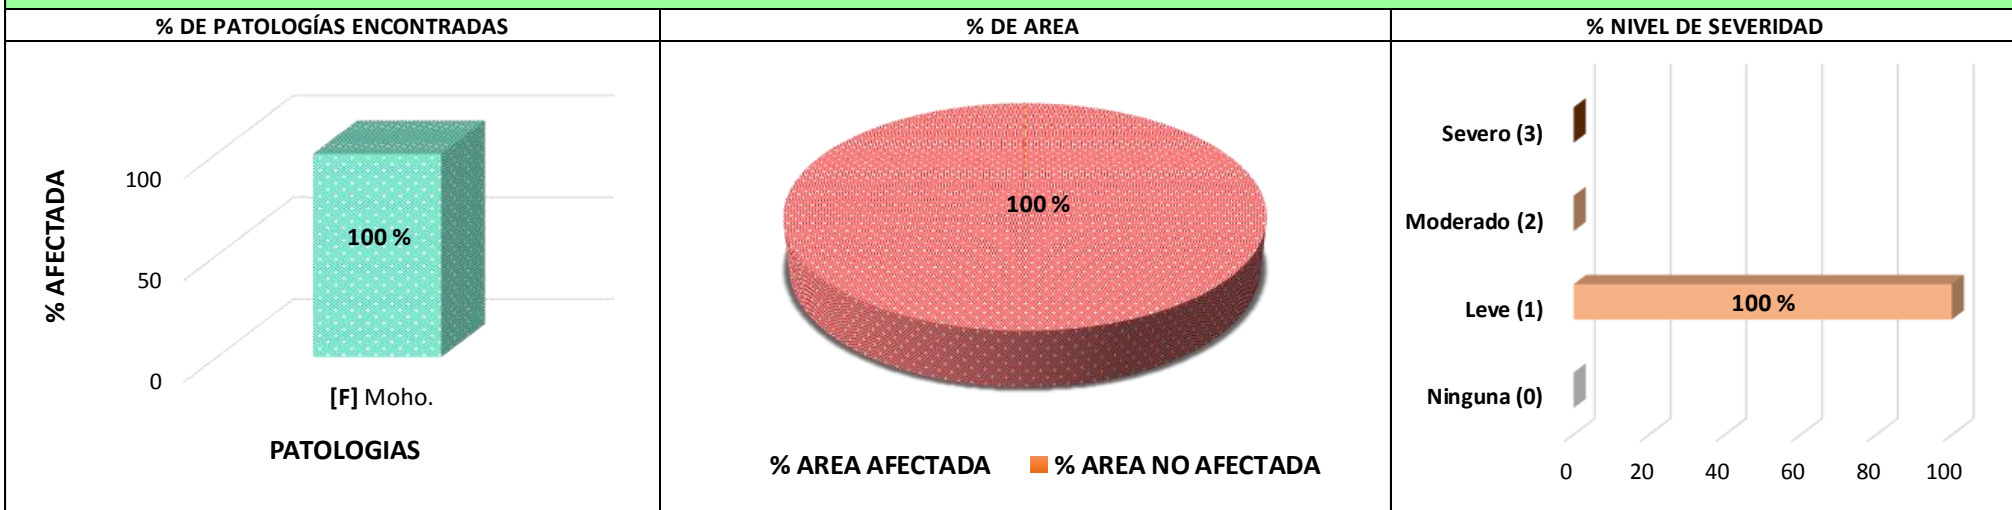 % DE PATOLOGÍAS ENCONTRADAS
% AFECTADA
100
50
0
100 %
[F] Moho.
PATOLOGIAS
% DE AREA
100 %
% AREA AFECTADA % AREA NO AFECTADA
% NIVEL DE SEVERIDAD
Severo (3)
Moderado (2)
Leve (1)
100 %
Ninguna (0)
0 20 40 60 80 100